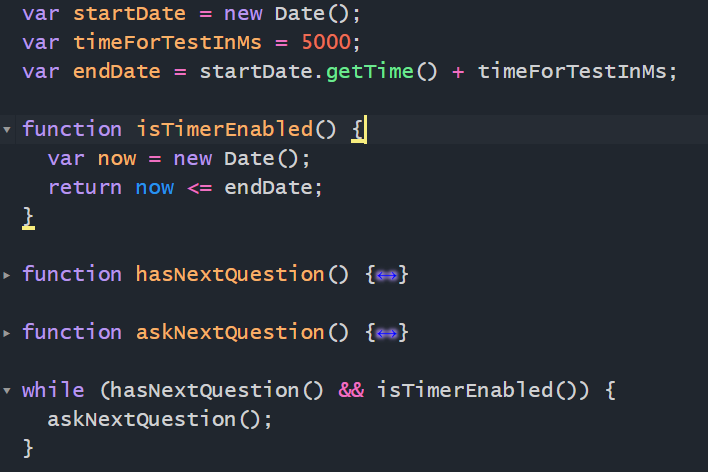 var startDate = new Date();
var timeForTestInMs = 5000;
var endDate = startDate.getTime() + timeForTestInMs;
function isTimerEnabled() {
var now = new Date();
return now <= endDate;
}
function hasNextQuestion() {↔}
function askNextQuestion() {↔}
while (hasNextQuestion() && isTimerEnabled()) {
askNextQuestion();
}